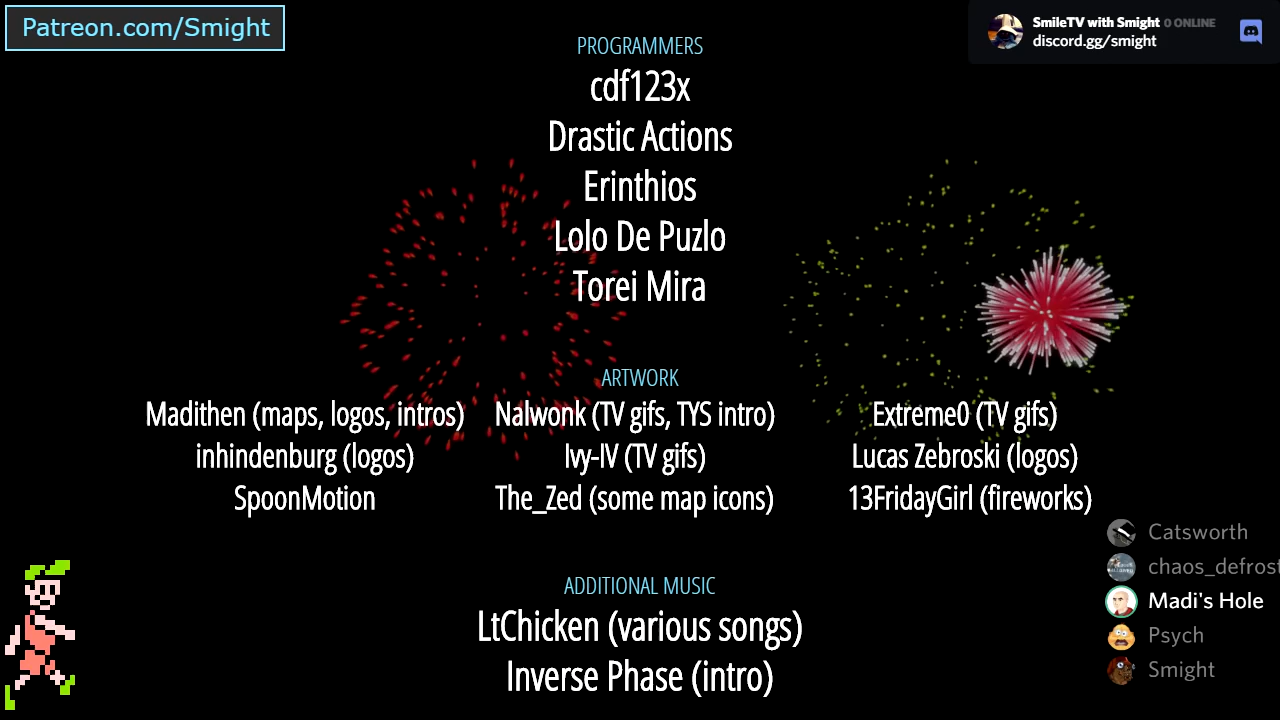 Patreon.com/Smight
SmileTV with Smight 0 ONLINE
discord.gg/smight
PROGRAMMERS
cdf123x
Drastic Actions
Erinthios
Lolo De Puzlo
Torei Mira
ARTWORK
Madithen (maps, logos, intros) Nalwonk (TV gifs, TYS intro) Extreme0 (TV gifs)
inhindenburg (logos) Ivy-IV (TV gifs) Lucas Zebroski (logos)
SpoonMotion The_Zed (some map icons) 13FridayGirl (fireworks)
ADDITIONAL MUSIC
LtChicken (various songs)
Inverse Phase (intro)
Catsworth
chaos_defrost
Madi's Hole
Psych
Smight